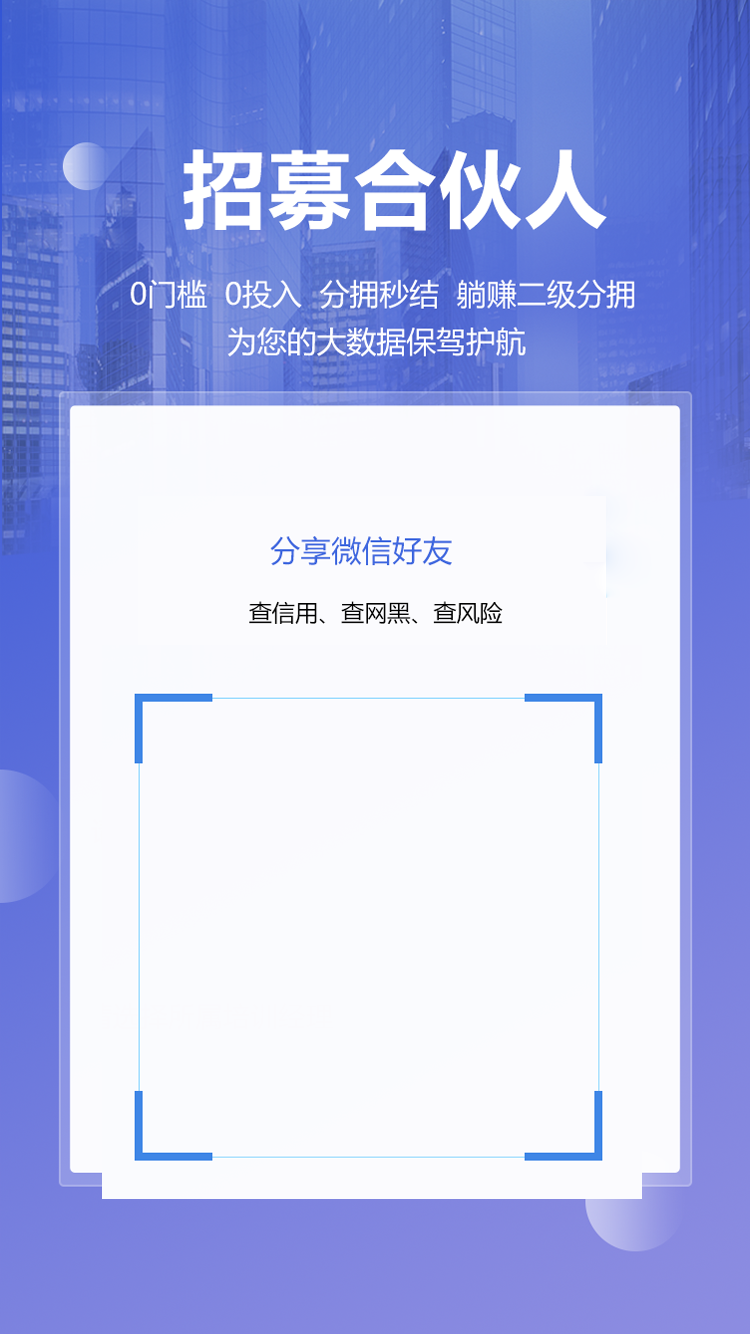 招募合伙人
0门槛 0投入 分拥秒结 躺赚二级分拥
为您的大数据保驾护航
分享微信好友
查信用、查网黑、查风险